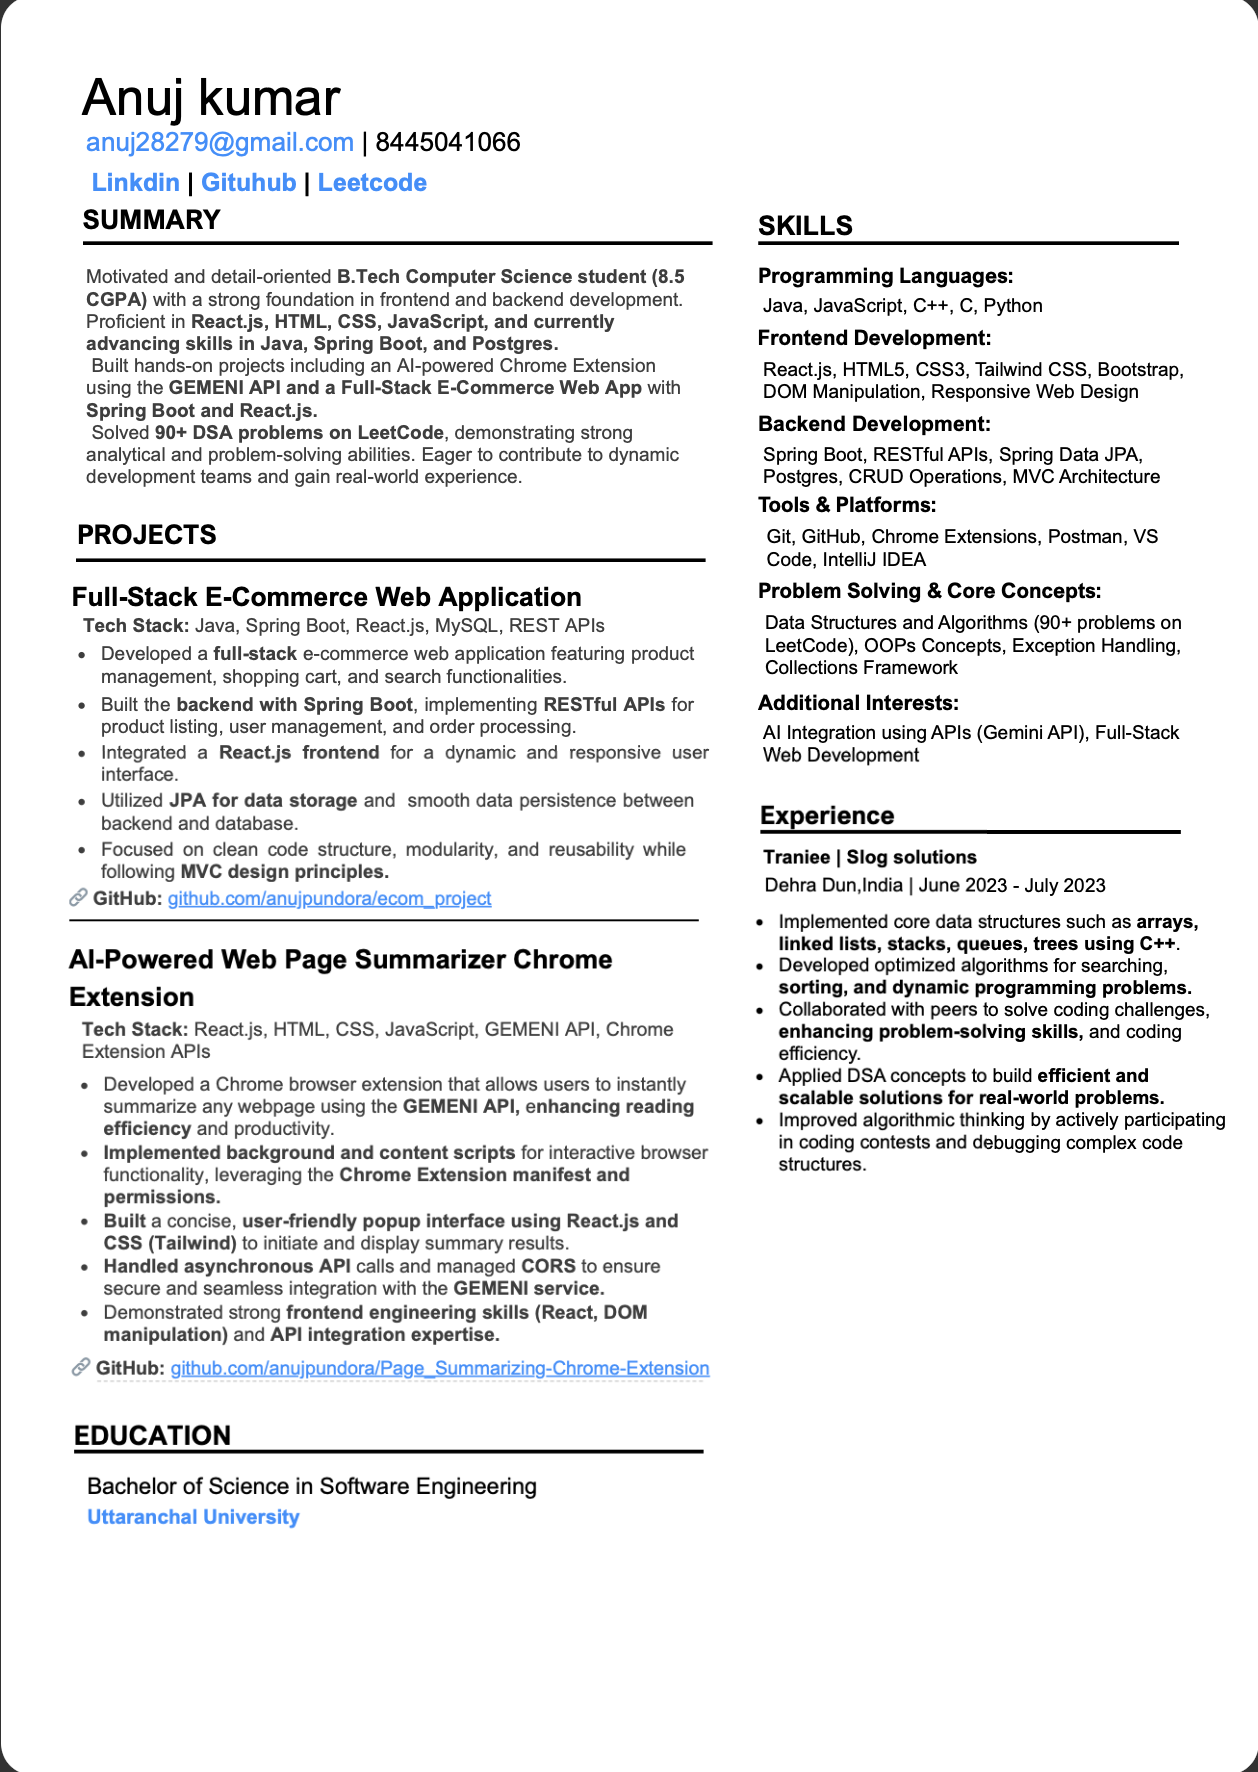 Anuj kumar
anuj28279@gmail.com | 8445041066
Linkdin | Gituhub | Leetcode
SUMMARY
Motivated and detail-oriented B.Tech Computer Science student (8.5
CGPA) with a strong foundation in frontend and backend development.
Proficient in React.js, HTML, CSS, JavaScript, and currently
advancing skills in Java, Spring Boot, and Postgres.
Built hands-on projects including an AI-powered Chrome Extension
using the GEMENI API and a Full-Stack E-Commerce Web App with
Spring Boot and React.js.
Solved 90+ DSA problems on LeetCode, demonstrating strong
analytical and problem-solving abilities. Eager to contribute to dynamic
development teams and gain real-world experience.
PROJECTS
Full-Stack E-Commerce Web Application
Tech Stack: Java, Spring Boot, React.js, MySQL, REST APIs
• Developed a full-stack e-commerce web application featuring product
management, shopping cart, and search functionalities.
• Built the backend with Spring Boot, implementing RESTful APIs for
product listing, user management, and order processing.
• Integrated a React.js frontend for a dynamic and responsive user
interface.
• Utilized JPA for data storage and smooth data persistence between
backend and database.
• Focused on clean code structure, modularity, and reusability while
following MVC design principles.
GitHub: github.com/anujpundora/ecom_project
AI-Powered Web Page Summarizer Chrome
Extension
Tech Stack: React.js, HTML, CSS, JavaScript, GEMENI API, Chrome
Extension APIs
• Developed a Chrome browser extension that allows users to instantly
summarize any webpage using the GEMENI API, enhancing reading
efficiency and productivity.
• Implemented background and content scripts for interactive browser
functionality, leveraging the Chrome Extension manifest and
permissions.
• Built a concise, user-friendly popup interface using React.js and
CSS (Tailwind) to initiate and display summary results.
• Handled asynchronous API calls and managed CORS to ensure
secure and seamless integration with the GEMENI service.
• Demonstrated strong frontend engineering skills (React, DOM
manipulation) and API integration expertise.
GitHub: github.com/anujpundora/Page_Summarizing-Chrome-Extension
EDUCATION
Bachelor of Science in Software Engineering
Uttaranchal University
SKILLS
Programming Languages:
Java, JavaScript, C++, C, Python
Frontend Development:
React.js, HTML5, CSS3, Tailwind CSS, Bootstrap,
DOM Manipulation, Responsive Web Design
Backend Development:
Spring Boot, RESTful APIs, Spring Data JPA,
Postgres, CRUD Operations, MVC Architecture
Tools & Platforms:
Git, GitHub, Chrome Extensions, Postman, VS
Code, IntelliJ IDEA
Problem Solving & Core Concepts:
Data Structures and Algorithms (90+ problems on
LeetCode), OOPs Concepts, Exception Handling,
Collections Framework
Additional Interests:
AI Integration using APIs (Gemini API), Full-Stack
Web Development
Experience
Traniee | Slog solutions
Dehra Dun,India | June 2023 - July 2023
• Implemented core data structures such as arrays,
linked lists, stacks, queues, trees using C++.
• Developed optimized algorithms for searching,
sorting, and dynamic programming problems.
• Collaborated with peers to solve coding challenges,
enhancing problem-solving skills, and coding
efficiency.
• Applied DSA concepts to build efficient and
scalable solutions for real-world problems.
• Improved algorithmic thinking by actively participating
in coding contests and debugging complex code
structures.